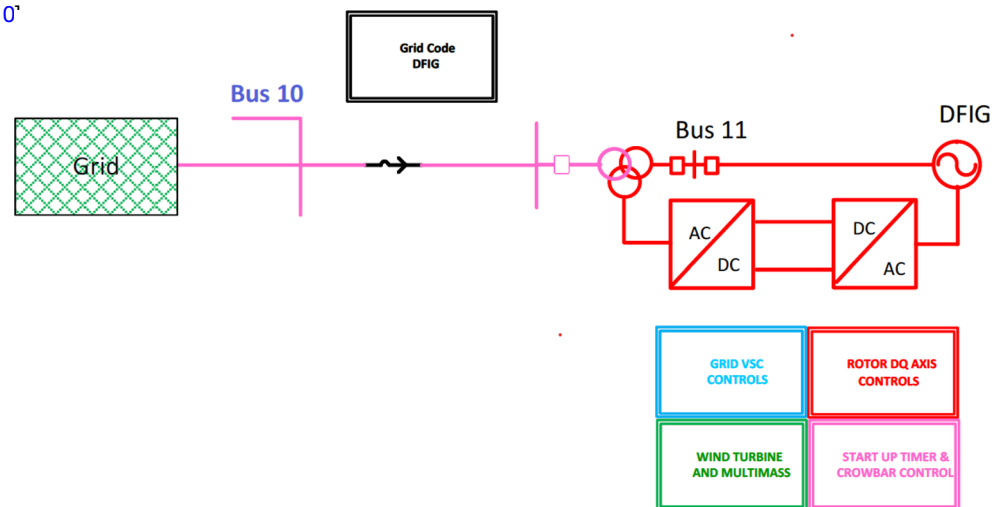 0
Grid Code
DFIG
Bus 10
Grid
Bus 11
DFIG
AC
DC
DC
AC
GRID VSC
CONTROLS
ROTOR DQ AXIS
CONTROLS
WIND TURBINE
AND MULTIMASS
START UP TIMER &
CROWBAR CONTROL